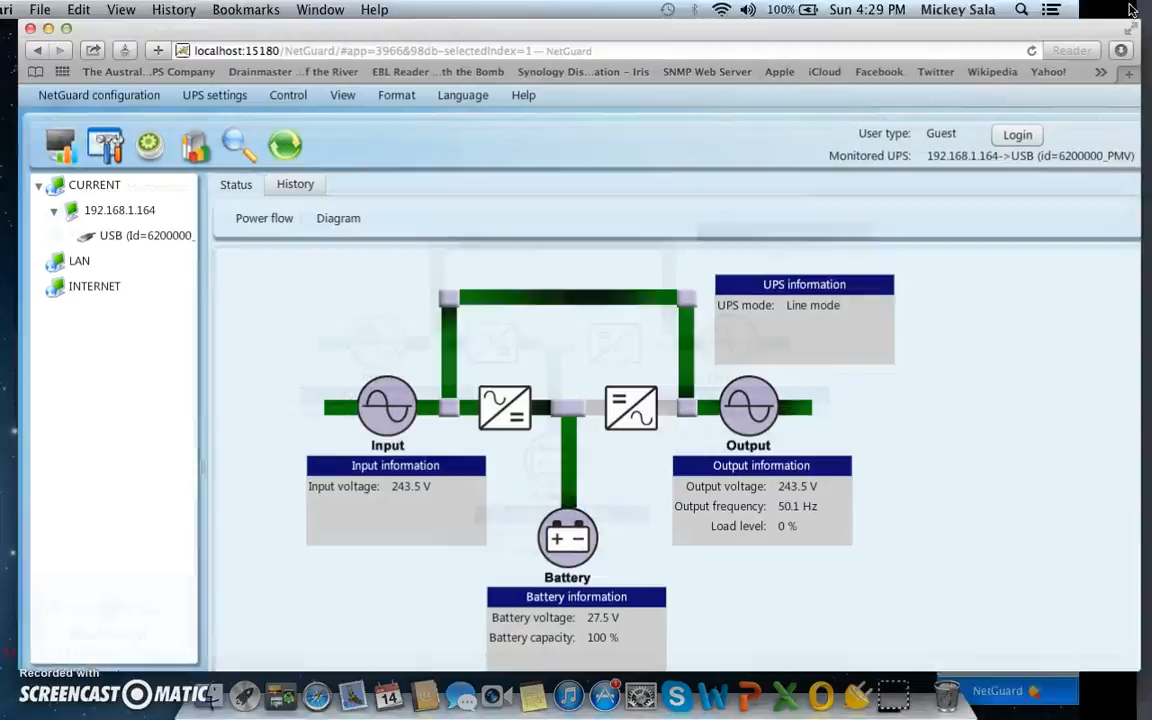 ari File Edit View History Bookmarks Window Help 100% Sun 4:29 PM Mickey Sala
localhost:15180/NetGuard/#app=3966&98db-selectedIndex=1 — NetGuard Reader
The Austral...PS Company Drainmaster ...f the River EBL Reader ...th the Bomb Synology Dis...ation - Iris SNMP Web Server Apple iCloud Facebook Twitter Wikipedia Yahoo!
NetGuard configuration UPS settings Control View Format Language Help
User type: Guest Login
Monitored UPS: 192.168.1.164->USB (id=6200000_PMV)
CURRENT
192.168.1.164
USB (Id=6200000_
LAN
INTERNET
Status History
Power flow Diagram
UPS information
UPS mode: Line mode
Input
Output
Input information
Input voltage: 243.5 V
Output information
Output voltage: 243.5 V
Output frequency: 50.1 Hz
Load level: 0 %
Battery
Battery information
Battery voltage: 27.5 V
Battery capacity: 100 %
Recorded with
SCREENCAST MATIC
14
NetGuard